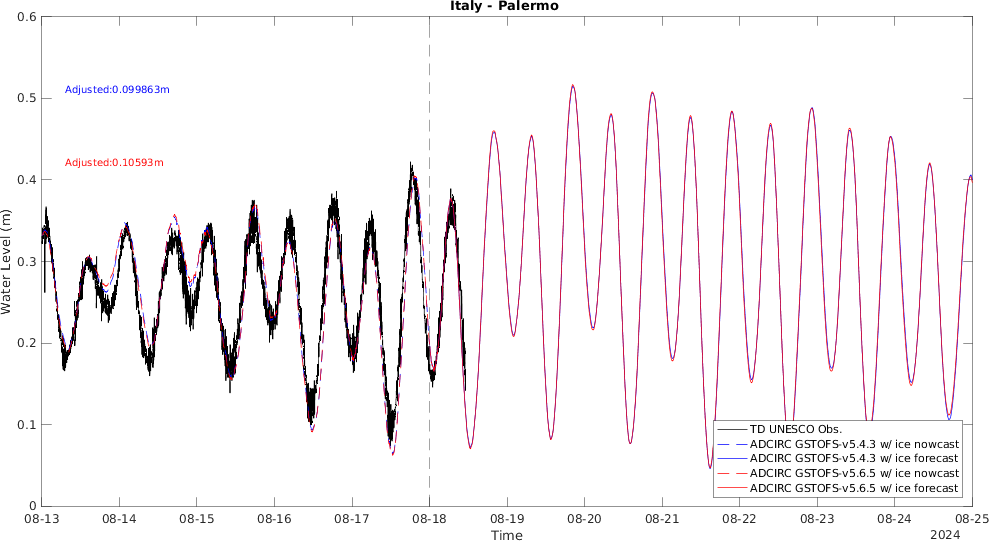 Italy - Palermo
0.6
0.5
0.4
0.3
0.2
0.1
0
Water Level (m)
Adjusted:0.099863m
Adjusted:0.10593m
TD UNESCO Obs.
ADCIRC GSTOFS-v5.4.3 w/ ice nowcast
ADCIRC GSTOFS-v5.4.3 w/ ice forecast
ADCIRC GSTOFS-v5.6.5 w/ ice nowcast
ADCIRC GSTOFS-v5.6.5 w/ ice forecast
08-13 08-14 08-15 08-16 08-17 08-18 08-19 08-20 08-21 08-22 08-23 08-24 08-25
Time
2024